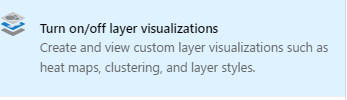 Turn on/off layer visualizations
Create and view custom layer visualizations such as
heat maps, clustering, and layer styles.